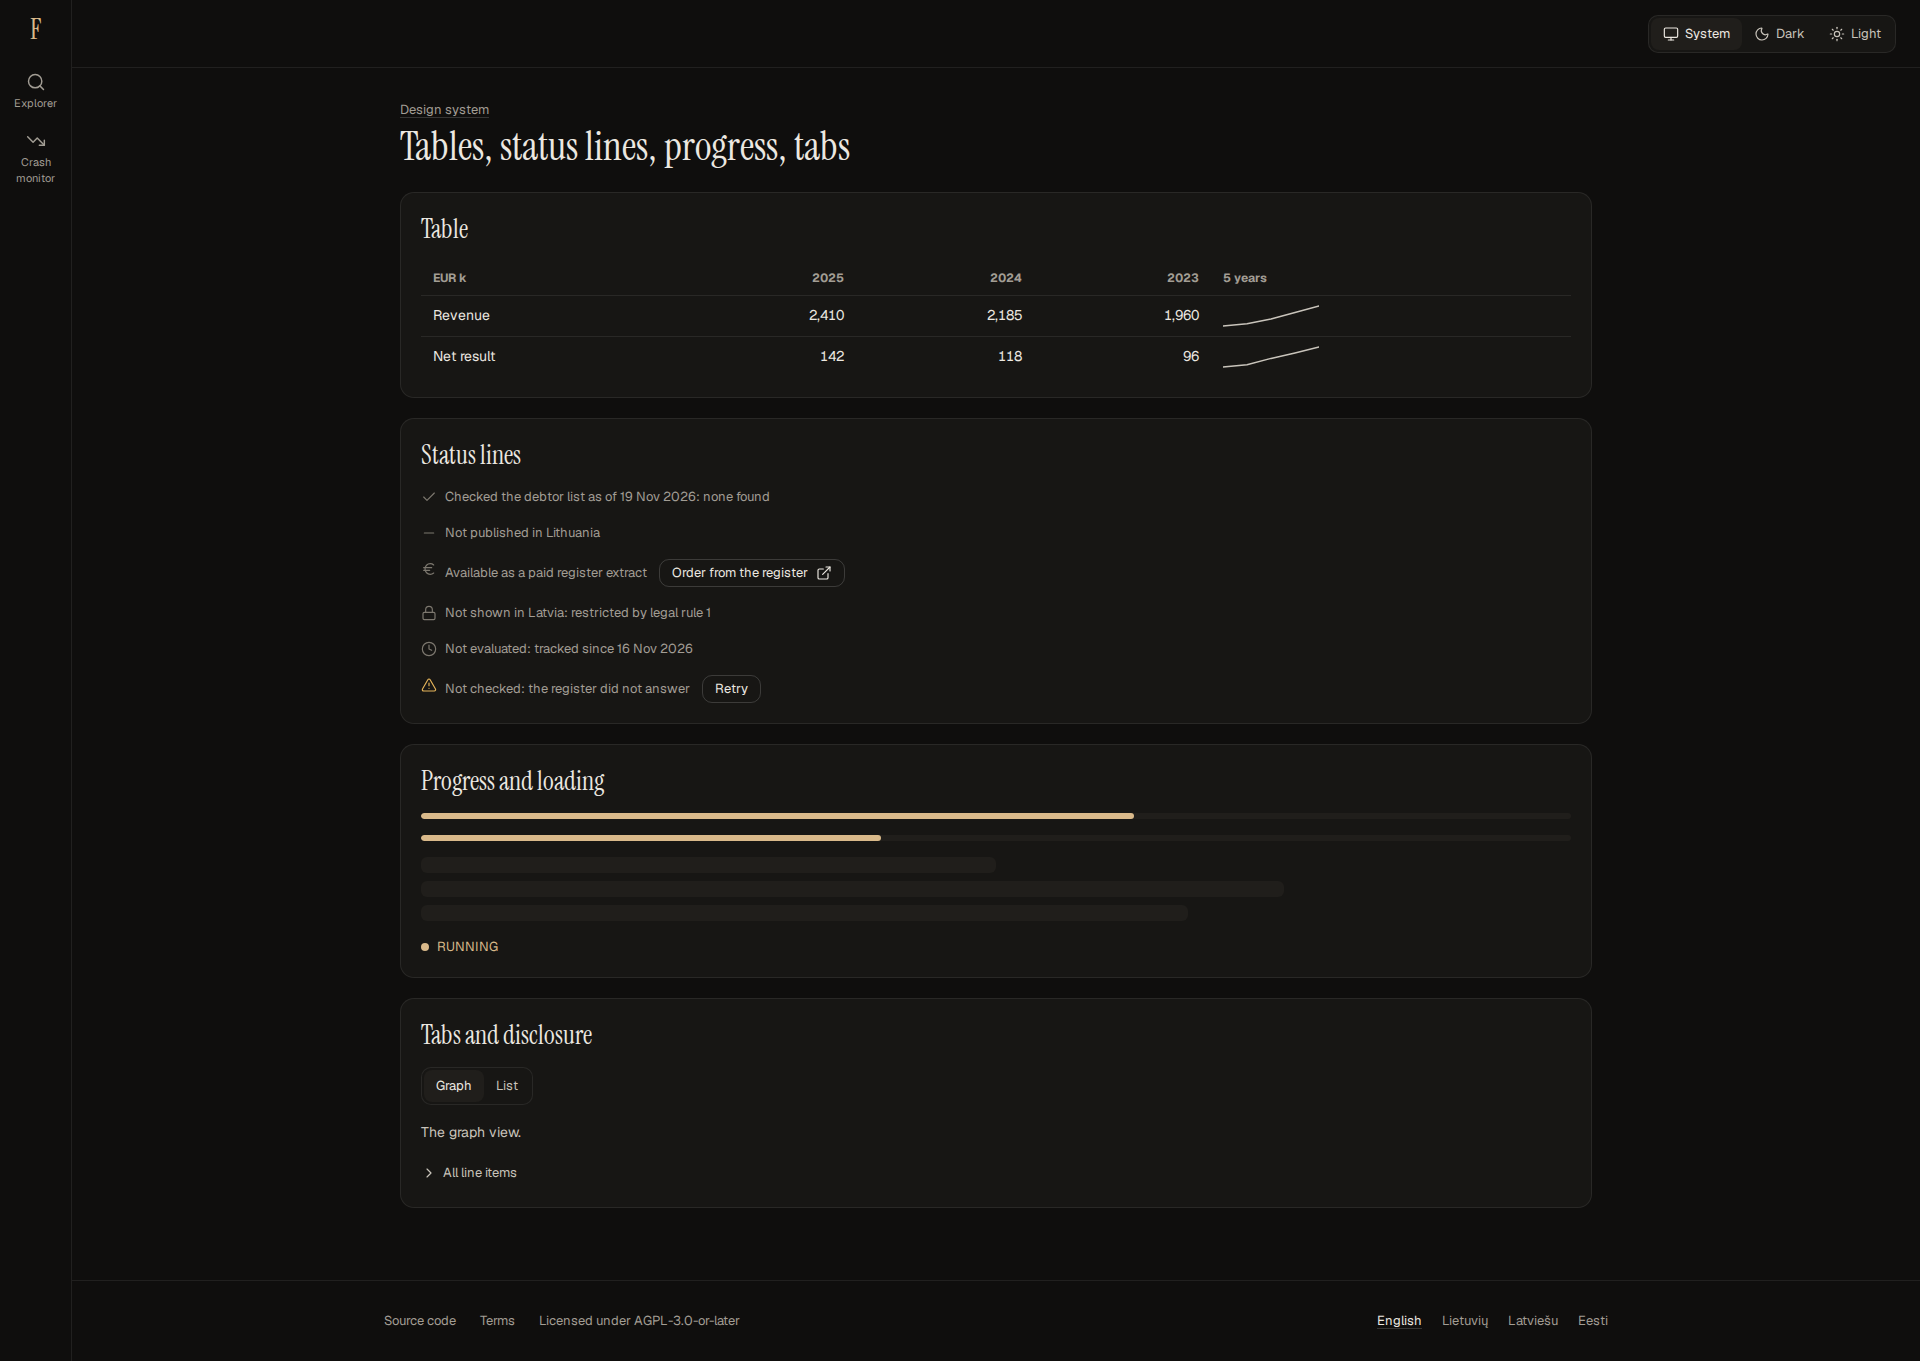 F
System Dark Light
Explorer
Crash
monitor
Design system
Tables, status lines, progress, tabs
Table
EUR k 2025 2024 2023 5 years
Revenue 2,410 2,185 1,960
Net result 142 118 96
Status lines
Checked the debtor list as of 19 Nov 2026: none found
Not published in Lithuania
€ Available as a paid register extract Order from the register
Not shown in Latvia: restricted by legal rule 1
Not evaluated: tracked since 16 Nov 2026
Not checked: the register did not answer Retry
Progress and loading
RUNNING
Tabs and disclosure
Graph List
The graph view.
All line items
Source code Terms Licensed under AGPL-3.0-or-later English Lietuvių Latviešu Eesti